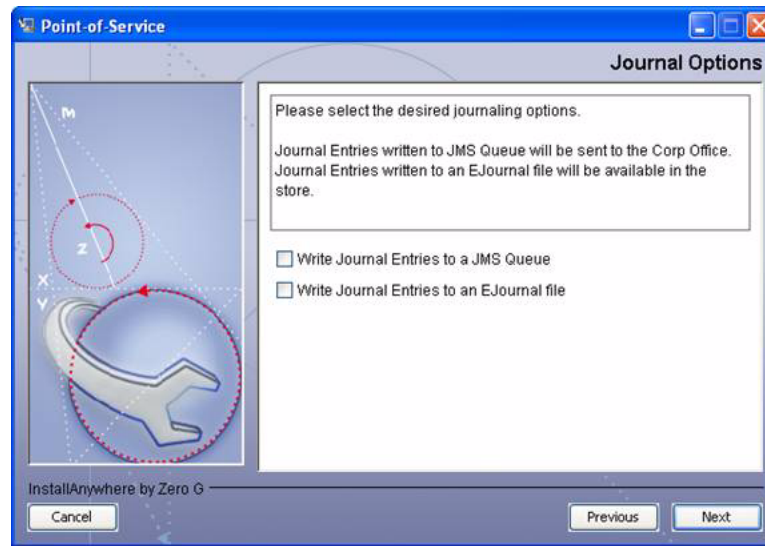 Point-of-Service
Journal Options
M
Z
X
Y
Please select the desired journaling options.
Journal Entries written to JMS Queue will be sent to the Corp Office.
Journal Entries written to an EJournal file will be available in the
store.
Write Journal Entries to a JMS Queue
Write Journal Entries to an EJournal file
InstallAnywhere by Zero G
Cancel
Previous
Next